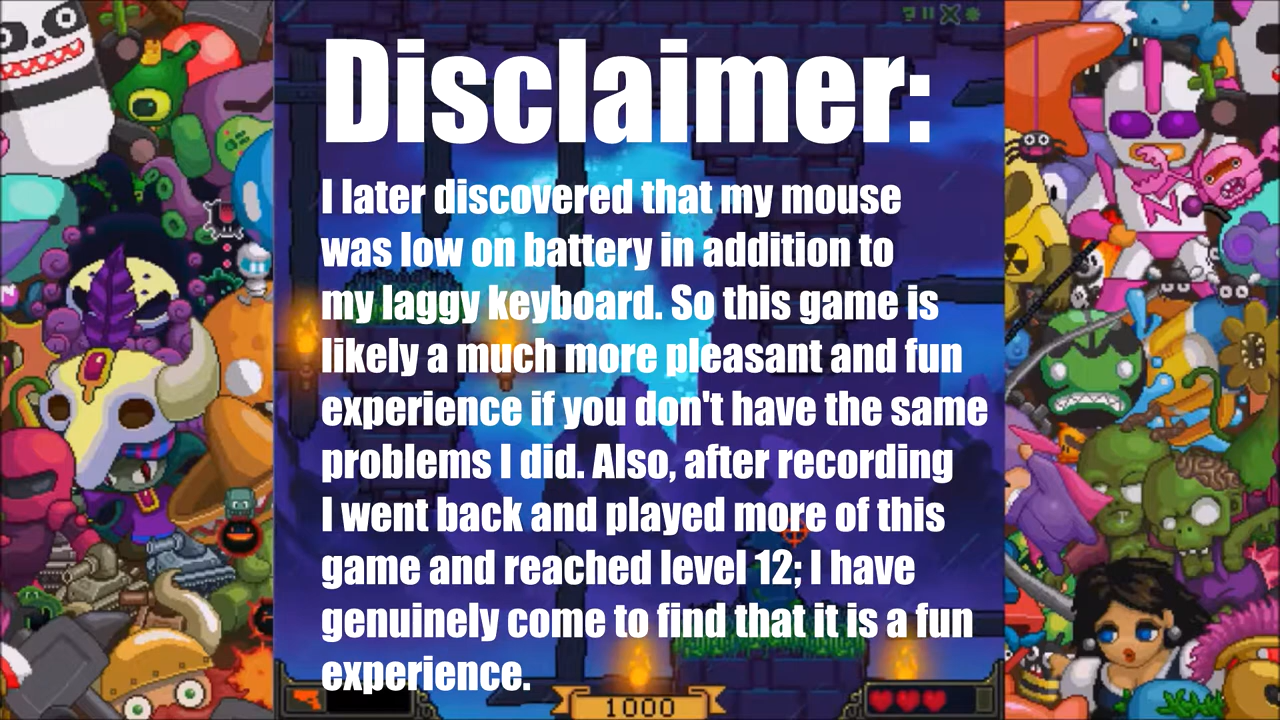 Disclaimer:
I later discovered that my mouse
was low on battery in addition to
my laggy keyboard. So this game is
likely a much more pleasant and fun
experience if you don't have the same
problems I did. Also, after recording
I went back and played more of this
game and reached level 12; I have
genuinely come to find that it is a fun
experience.
1000
N